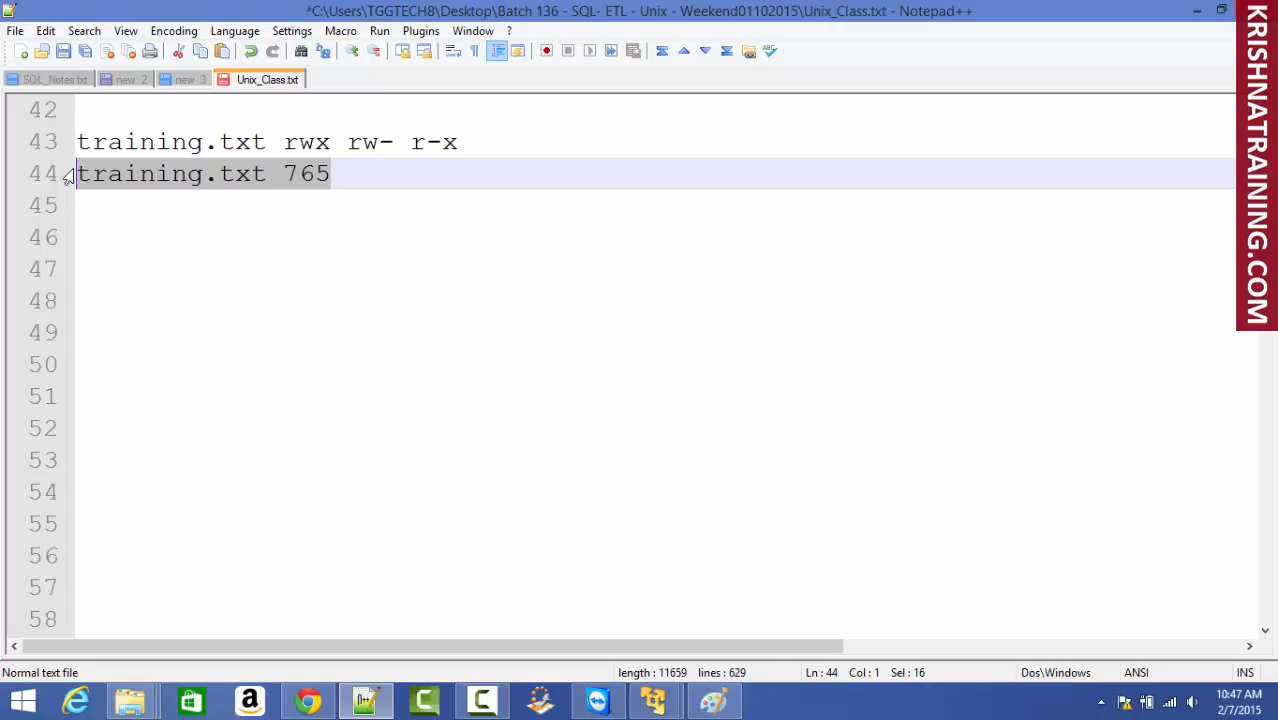 *C:\Users\TGGTECH8\Desktop\Batch 136 - SQL- ETL - Unix - Weekend01102015\Unix_Class.txt - Notepad++
File Edit Search View Encoding Language Settings Macro Run Plugins Window ?
SQL_Notes.txt new 2 new 3 Unix_Class.txt
42
43 training.txt rwx rw- r-x
44 training.txt 765
45
46
47
48
49
50
51
52
53
54
55
56
57
58
Normal text file length : 11659 lines : 629 Ln : 44 Col : 1 Sel : 16 Dos\Windows ANSI INS
10:47 AM
2/7/2015
KRISHNATRAINING.COM